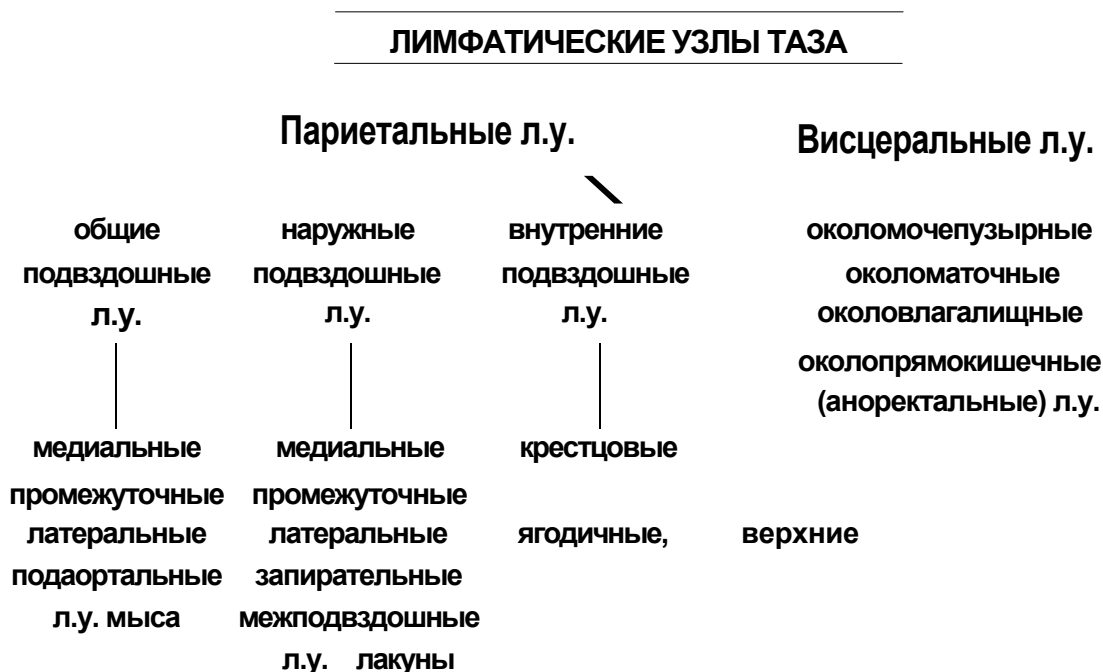 ЛИМФАТИЧЕСКИЕ УЗЛЫ ТАЗА
Париетальные л.у.
Висцеральные л.у.
общие
подвздошные
л.у.
наружные
подвздошные
л.у.
внутренние
подвздошные
л.у.
околомочепузырные
околоматочные
околовлагалищные
околопрямокишечные
(аноректальные) л.у.
медиальные
промежуточные
латеральные
подаортальные
л.у. мыса
медиальные
промежуточные
латеральные
запирательные
межподвздошные
л.у. лакуны
крестцовые
ягодичные, верхние